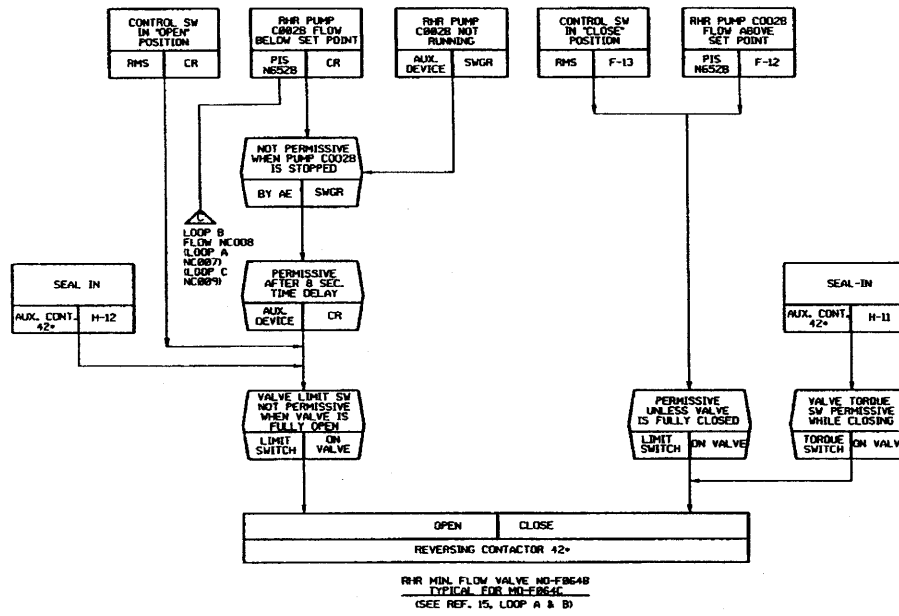 CONTROL SW
IN "OPEN"
POSITION
RMS CR
RHR PUMP
C002B FLOW
BELOW SET POINT
PIS
N652B CR
RHR PUMP
C002B NOT
RUNNING
AUX.
DEVICE SWGR
CONTROL SW
IN "CLOSE"
POSITION
RMS F-13
RHR PUMP C002B
FLOW ABOVE
SET POINT
PIS
N652B F-12
NOT PERMISSIVE
WHEN PUMP C002B
IS STOPPED
BY AE SWGR
C
LOOP B
FLOW NC008
(LOOP A
NC007)
(LOOP C
NC009)
PERMISSIVE
AFTER 8 SEC.
TIME DELAY
AUX.
DEVICE CR
SEAL IN
AUX. CONT.
42* H-12
SEAL-IN
AUX. CONT.
42* H-11
VALVE LIMIT SW
NOT PERMISSIVE
WHEN VALVE IS
FULLY OPEN
LIMIT
SWITCH
ON
VALVE
PERMISSIVE
UNLESS VALVE
IS FULLY CLOSED
LIMIT
SWITCH ON VALVE
VALVE TORQUE
SW PERMISSIVE
WHILE CLOSING
TORQUE
SWITCH ON VALV
OPEN CLOSE
REVERSING CONTACTOR 42*
RHR MIN. FLOW VALVE NO-F064B
TYPICAL FOR MO-F064C
(SEE REF. 15, LOOP A & B)